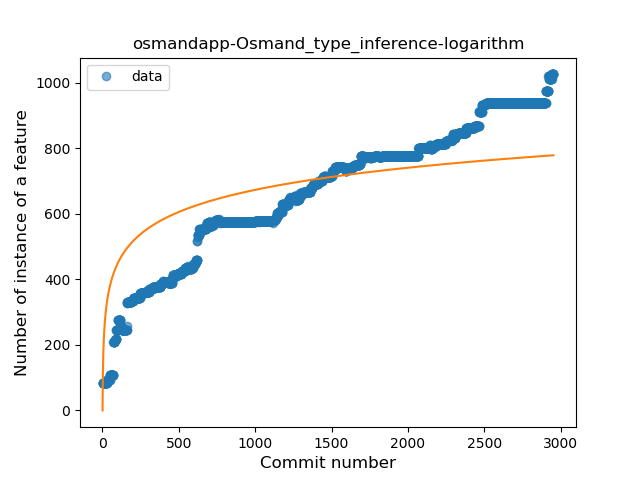 osmandapp-Osmand_type_inference-logarithm
data
Number of instance of a feature
1000
800
600
400
200
0
0 500 1000 1500 2000 2500 3000
Commit number